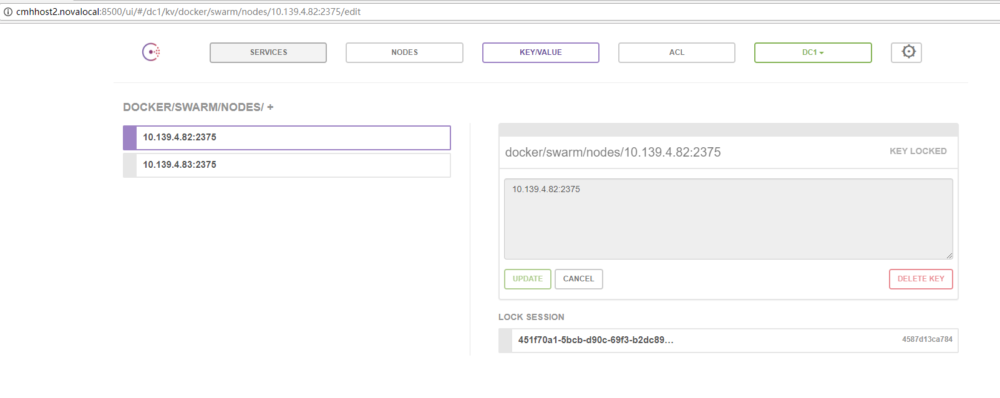 cmhhost2.novalocal:8500/ui/#/dc1/kv/docker/swarm/nodes/10.139.4.82:2375/edit
SERVICES NODES KEY/VALUE ACL DC1
DOCKER/SWARM/NODES/ +
10.139.4.82:2375
10.139.4.83:2375
docker/swarm/nodes/10.139.4.82:2375 KEY LOCKED
10.139.4.82:2375
UPDATE CANCEL DELETE KEY
LOCK SESSION
451f70a1-5bcb-d90c-69f3-b2dc89... 4587d13ca784